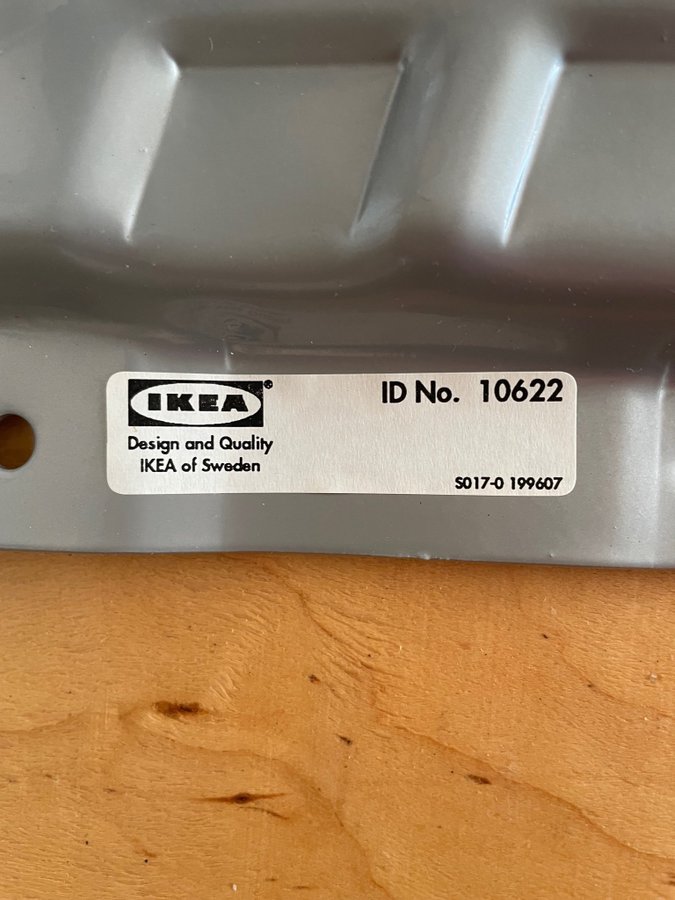 IKEA®
ID No. 10622
Design and Quality
IKEA of Sweden
S017-0 199607